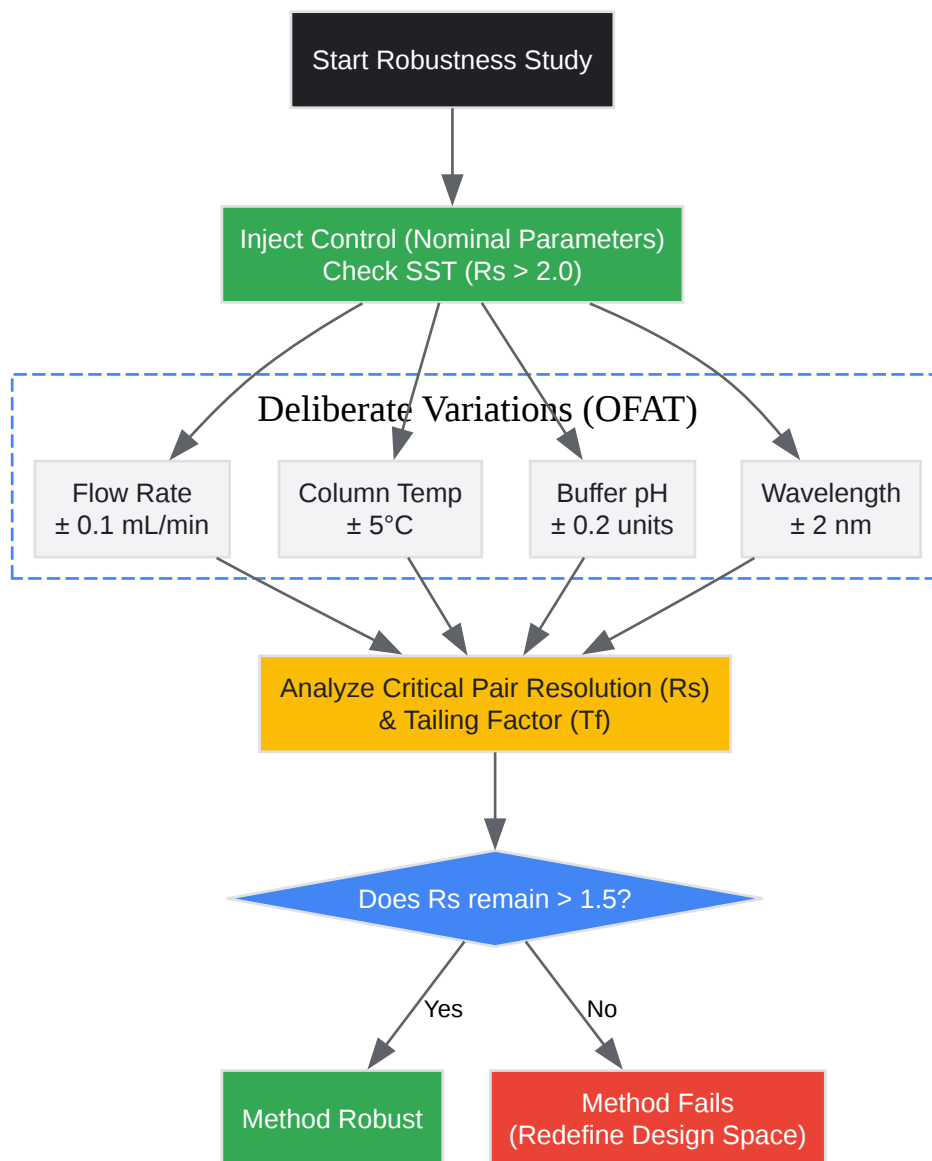 Start Robustness Study
Inject Control (Nominal Parameters)
Check SST (Rs > 2.0)
Deliberate Variations (OFAT)
Flow Rate
± 0.1 mL/min
Column Temp
± 5°C
Buffer pH
± 0.2 units
Wavelength
± 2 nm
Analyze Critical Pair Resolution (Rs)
& Tailing Factor (Tf)
Does Rs remain > 1.5?
Yes
No
Method Robust
Method Fails
(Redefine Design Space)